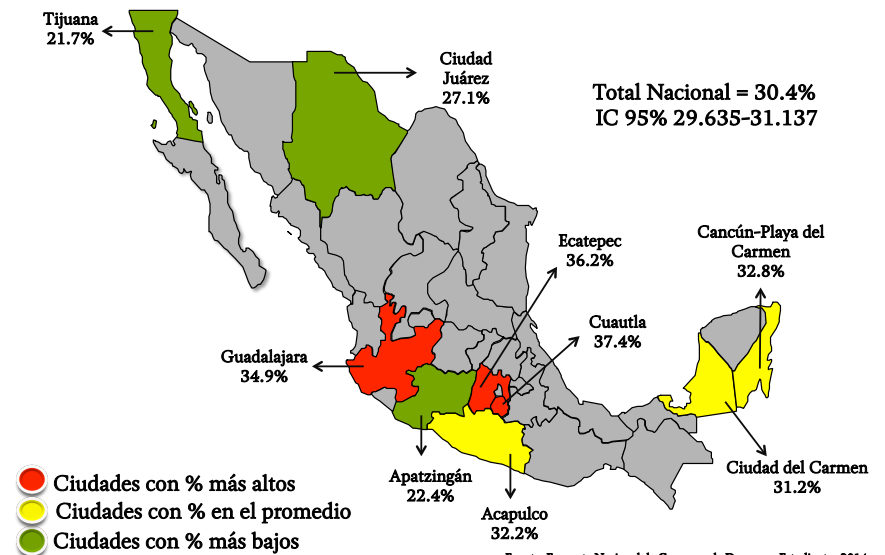 Tijuana
21.7%
Ciudad
Juárez
27.1%
Total Nacional = 30.4%
IC 95% 29.635-31.137
Cancún-Playa del
Carmen
32.8%
Ecatepec
36.2%
Cuautla
37.4%
Guadalajara
34.9%
Apatzingán
22.4%
Acapulco
32.2%
Ciudad del Carmen
31.2%
Ciudades con % más altos
Ciudades con % en el promedio
Ciudades con % más bajos